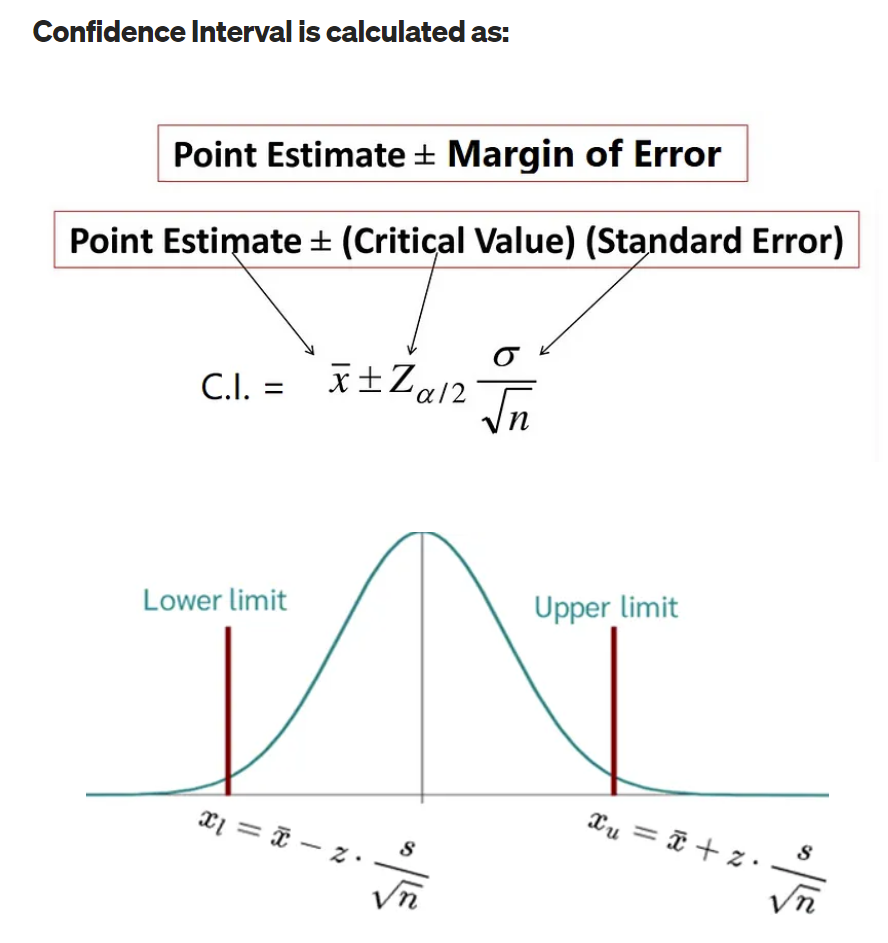 Confidence Interval is calculated as:
Point Estimate ± Margin of Error
Point Estimate ± (Critical Value) (Standard Error)
C.I. = x̄ ± Z_{α/2} σ/√n
Lower limit
Upper limit
x_l = x̄ − z · s/√n
x_u = x̄ + z · s/√n